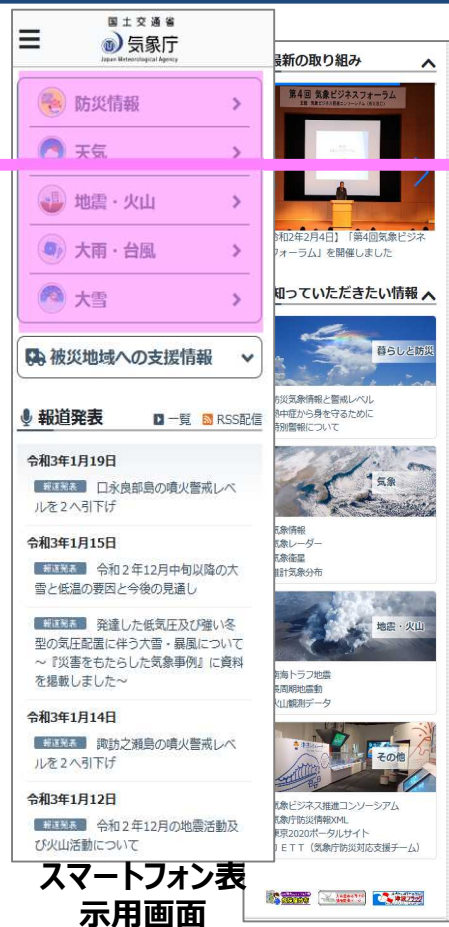 国土交通省
気象庁
Japan Meteorological Agency
防災情報
天気
地震・火山
大雨・台風
大雪
被災地域への支援情報
報道発表
一覧
RSS配信
令和3年1月19日
報道発表 口永良部島の噴火警戒レベ
ルを2へ引下げ
令和3年1月15日
報道発表 令和2年12月中旬以降の大
雪と低温の要因と今後の見通し
報道発表 発達した低気圧及び強い冬
型の気圧配置に伴う大雪・暴風について
～『災害をもたらした気象事例』に資料
を掲載しました～
令和3年1月14日
報道発表 諏訪之瀬島の噴火警戒レベ
ルを2へ引下げ
令和3年1月12日
報道発表 令和2年12月の地震活動及
び火山活動について
スマートフォン表
示用画面
最新の取り組み
第4回 気象ビジネスフォーラム
令和2年2月4日】「第4回気象ビジネ
フォーラム」を開催しました
知っていただきたい情報
暮らしと防災
防災気象情報と警戒レベル
熱中症から身を守るために
特別警報について
気象
気象情報
気象レーダー
気象衛星
推計気象分布
地震・火山
南海トラフ地震
長周期地震動
火山観測データ
その他
気象ビジネス推進コンソーシアム
気象庁防災情報XML
東京2020ポータルサイト
ＪＥＴＴ（気象庁防災対応支援チーム）
津波フラッグ